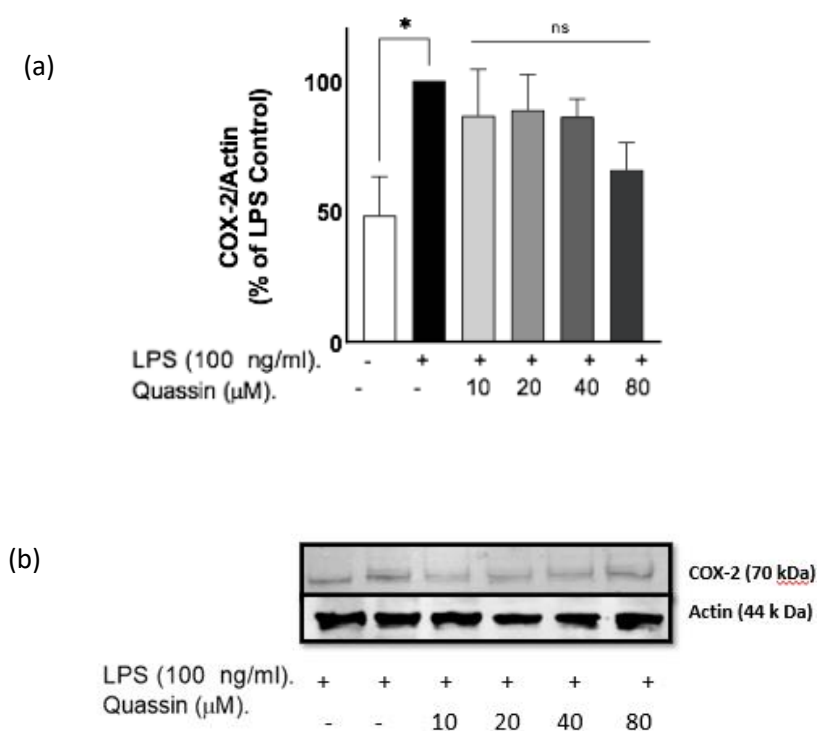 (a)
*
ns
COX-2/Actin
(% of LPS Control)
100
50
0
LPS (100 ng/ml). - + + + + +
Quassin (μM). - - 10 20 40 80
(b)
COX-2 (70 kDa)
Actin (44 k Da)
LPS (100 ng/ml). + + + + + +
Quassin (μM). - - 10 20 40 80